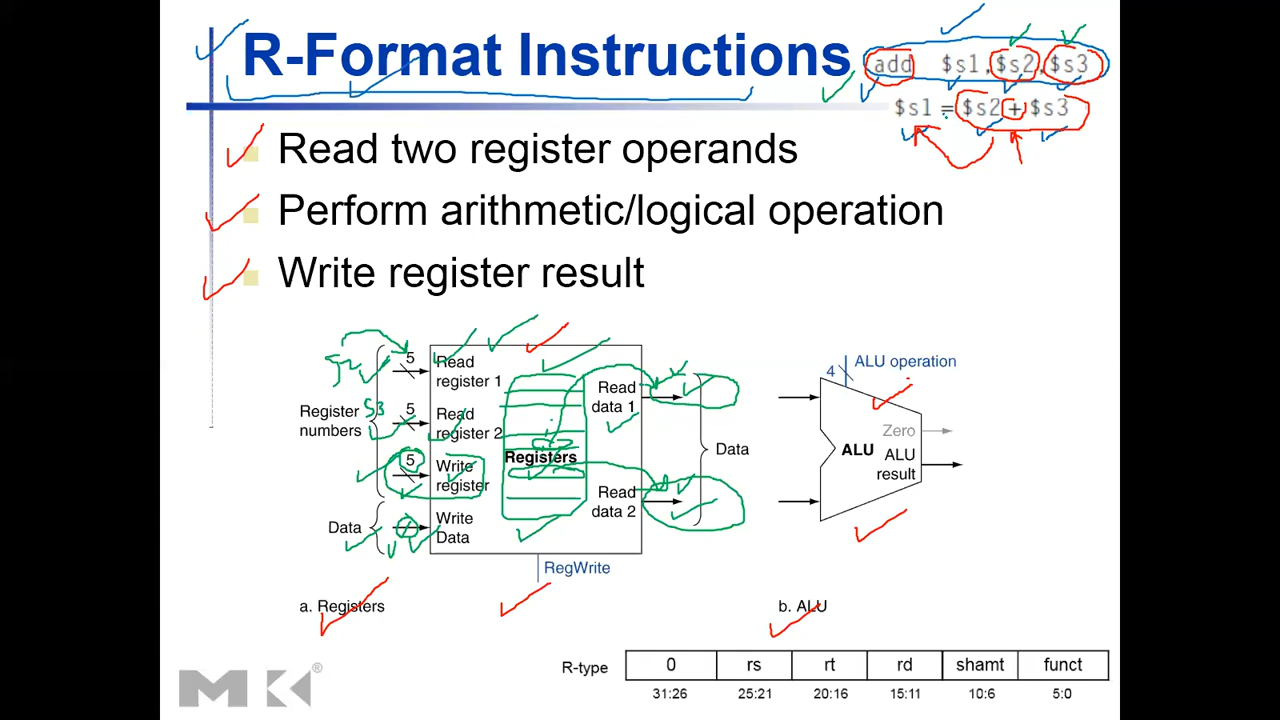 R-Format Instructions
add $s1,$s2,$s3
$s1 = $s2 + $s3
Read two register operands
Perform arithmetic/logical operation
Write register result
5
Read register 1
S3
5
Read register 2
Register numbers
5
Write register
Data
Write Data
Registers
Read data 1
Read data 2
Data
RegWrite
a. Registers
4
ALU operation
Zero
ALU
ALU result
b. ALU
R-type
0 rs rt rd shamt funct
31:26 25:21 20:16 15:11 10:6 5:0
MK®